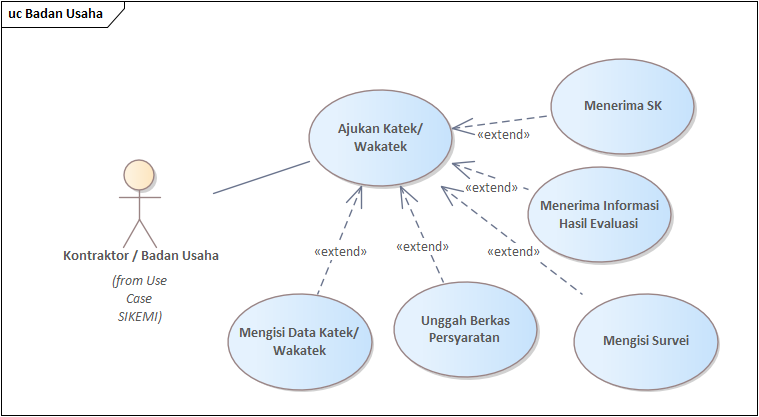 uc Badan Usaha
Ajukan Katek/
Wakatek
Menerima SK
«extend»
Menerima Informasi
Hasil Evaluasi
«extend»
Kontraktor / Badan Usaha
(from Use
Case
SIKEMI)
«extend»
«extend»
«extend»
Mengisi Data Katek/
Wakatek
Unggah Berkas
Persyaratan
Mengisi Survei